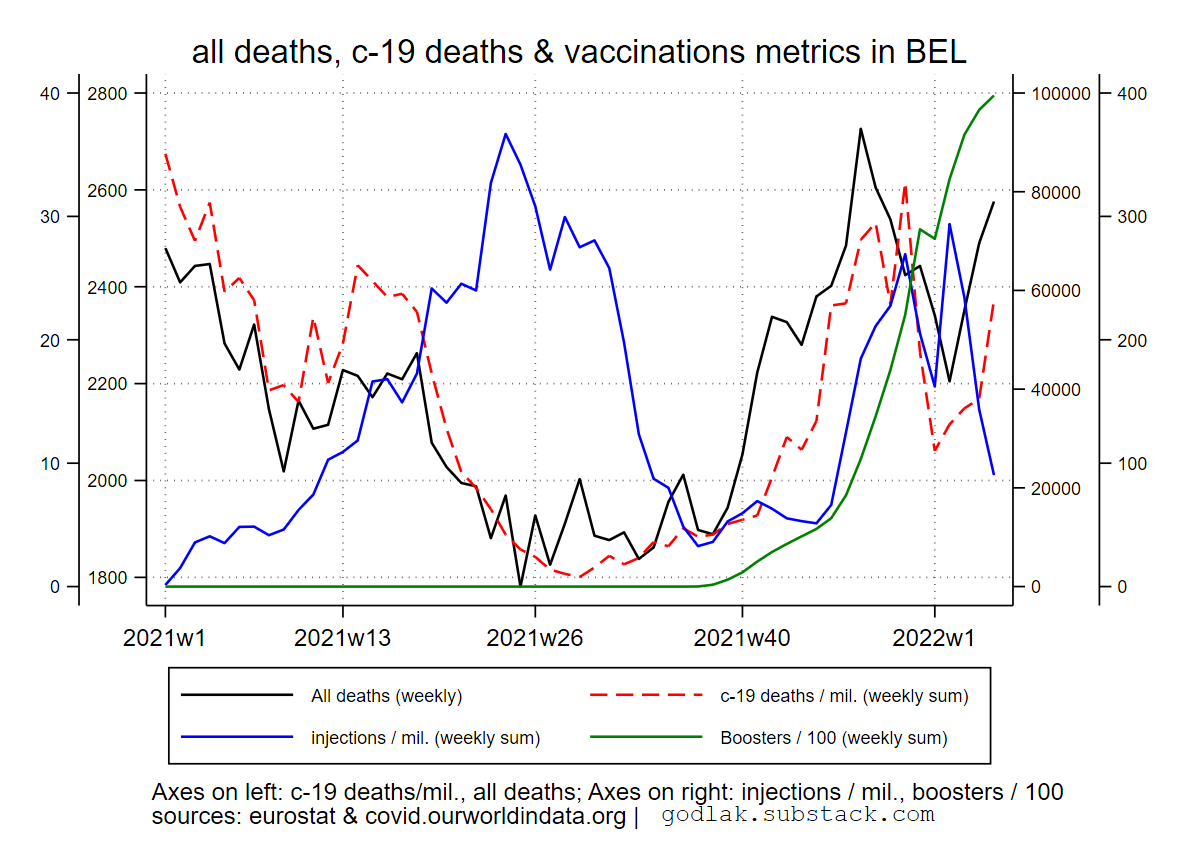 all deaths, c-19 deaths & vaccinations metrics in BEL
40 2800 100000 400
2600 80000
30 300
2400 60000
20 200
2200 40000
10 2000 100
20000
0 1800 0 0
2021w1 2021w13 2021w26 2021w40 2022w1
All deaths (weekly) c-19 deaths / mil. (weekly sum)
injections / mil. (weekly sum) Boosters / 100 (weekly sum)
Axes on left: c-19 deaths/mil., all deaths; Axes on right: injections / mil., boosters / 100
sources: eurostat & covid.ourworldindata.org | godlak.substack.com